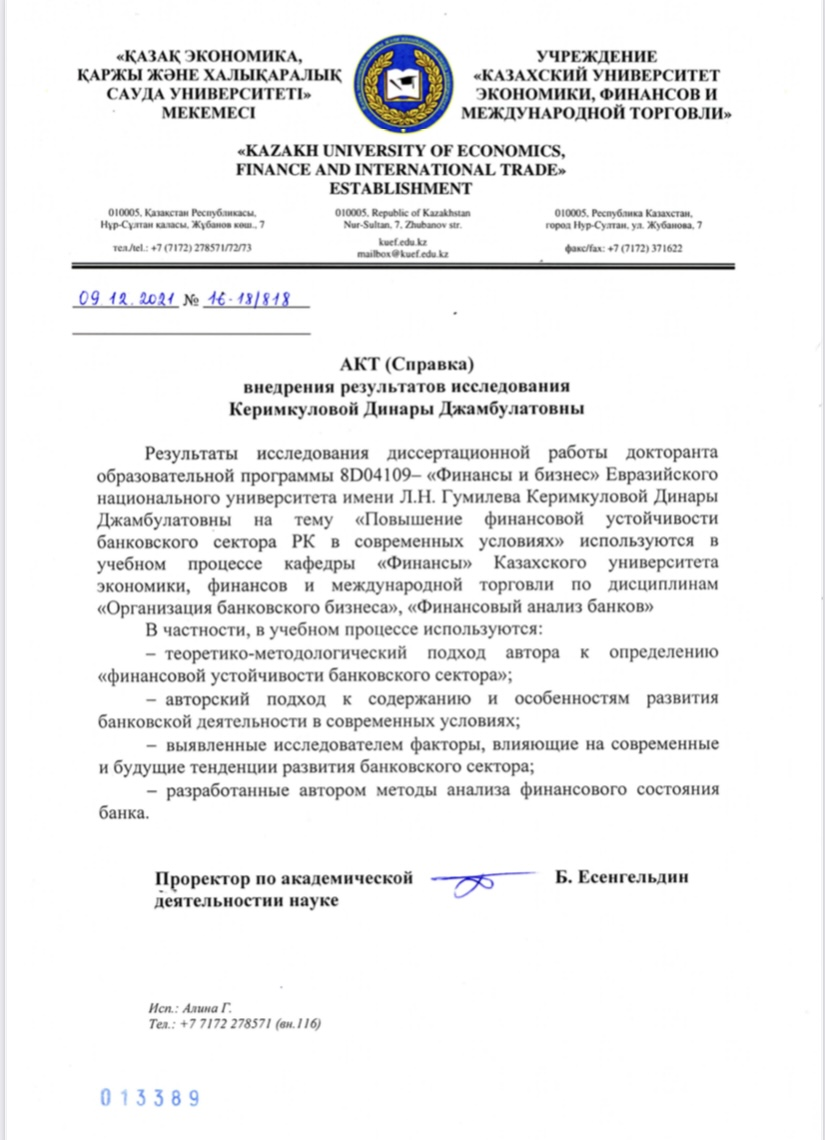 «ҚАЗАҚ ЭКОНОМИКА,
ҚАРЖЫ ЖӘНЕ ХАЛЫҚАРАЛЫҚ
САУДА УНИВЕРСИТЕТІ»
МЕКЕМЕСІ
УЧРЕЖДЕНИЕ
«КАЗАХСКИЙ УНИВЕРСИТЕТ
ЭКОНОМИКИ, ФИНАНСОВ И
МЕЖДУНАРОДНОЙ ТОРГОВЛИ»
«KAZAKH UNIVERSITY OF ECONOMICS,
FINANCE AND INTERNATIONAL TRADE»
ESTABLISHMENT
010005, Қазақстан Республикасы,
Нұр-Сұлтан қаласы, Жұбанов көш., 7
тел./tel.: +7 (7172) 278571/72/73
010005, Republic of Kazakhstan
Nur-Sultan, 7, Zhubanov str.
kuef.edu.kz
mailbox@kuef.edu.kz
010005, Республика Казахстан,
город Нур-Султан, ул. Жубанова, 7
факс/fax: +7 (7172) 371622
09.12.2021 № 16-18/818
АКТ (Справка)
внедрения результатов исследования
Керимкуловой Динары Джамбулатовны
Результаты исследования диссертационной работы докторанта
образовательной программы 8D04109– «Финансы и бизнес» Евразийского
национального университета имени Л.Н. Гумилева Керимкуловой Динары
Джамбулатовны на тему «Повышение финансовой устойчивости
банковского сектора РК в современных условиях» используются в
учебном процессе кафедры «Финансы» Казахского университета
экономики, финансов и международной торговли по дисциплинам
«Организация банковского бизнеса», «Финансовый анализ банков»
В частности, в учебном процессе используются:
– теоретико-методологический подход автора к определению
«финансовой устойчивости банковского сектора»;
– авторский подход к содержанию и особенностям развития
банковской деятельности в современных условиях;
– выявленные исследователем факторы, влияющие на современные
и будущие тенденции развития банковского сектора;
– разработанные автором методы анализа финансового состояния
банка.
Проректор по академической
деятельностии науке
Б. Есенгельдин
Исп.: Алина Г.
Тел.: +7 7172 278571 (вн.116)
013389